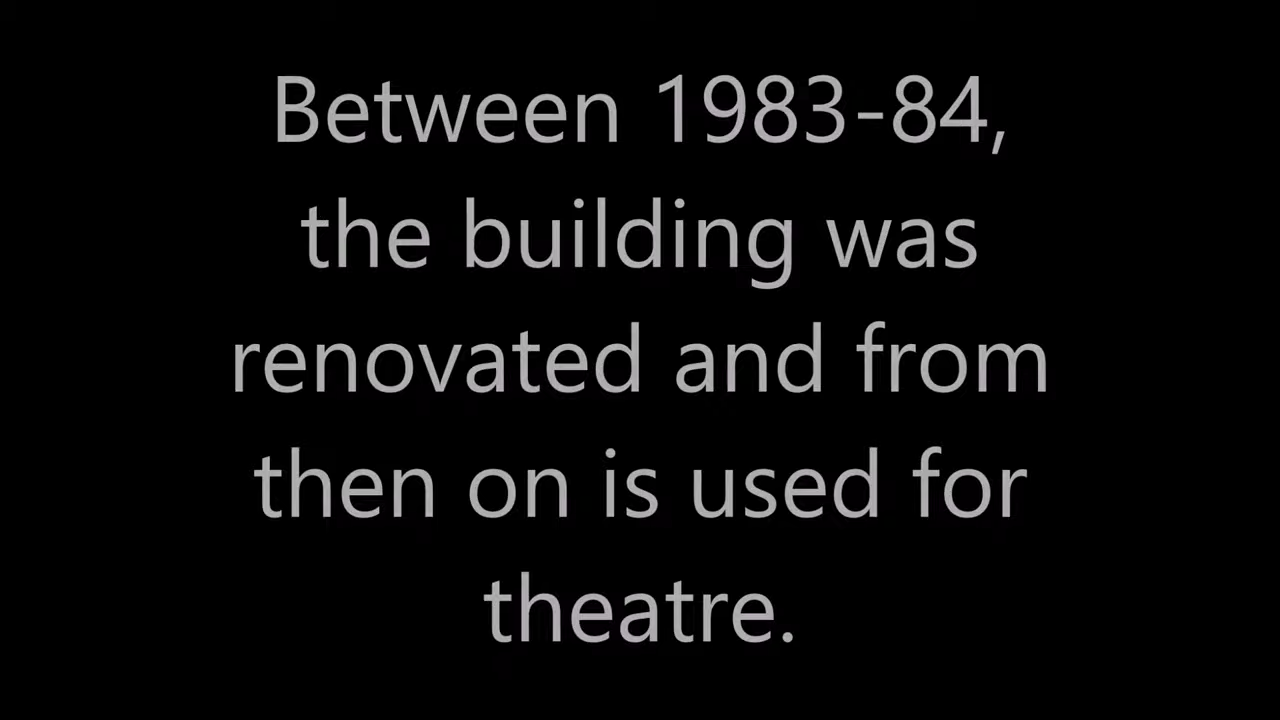 Between 1983-84,
the building was
renovated and from
then on is used for
theatre.